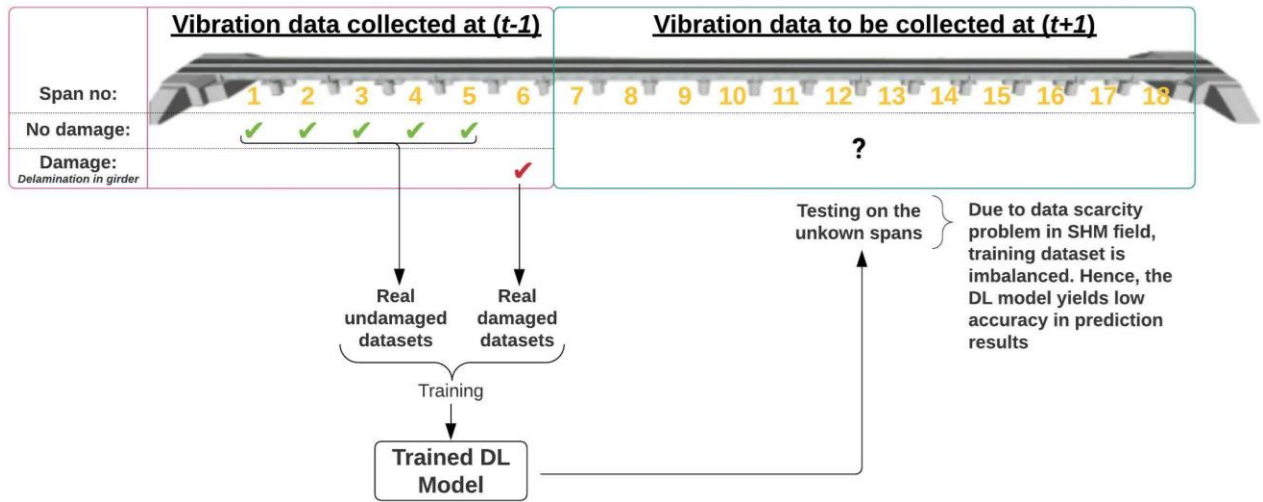 Vibration data collected at (t-1)
Vibration data to be collected at (t+1)
Span no:
1 2 3 4 5 6 7 8 9 10 11 12 13 14 15 16 17 18
No damage:
?
Damage:
Delamination in girder
Testing on the
unkown spans
Due to data scarcity
problem in SHM field,
training dataset is
imbalanced. Hence, the
DL model yields low
accuracy in prediction
results
Real
undamaged
datasets
Real
damaged
datasets
Training
Trained DL
Model